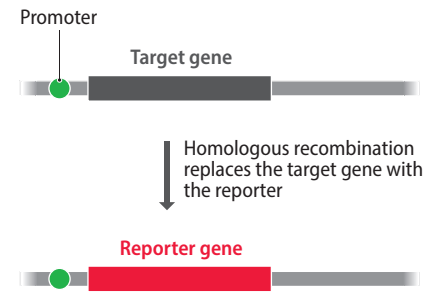 Promoter
Target gene
Homologous recombination
replaces the target gene with
the reporter
Reporter gene